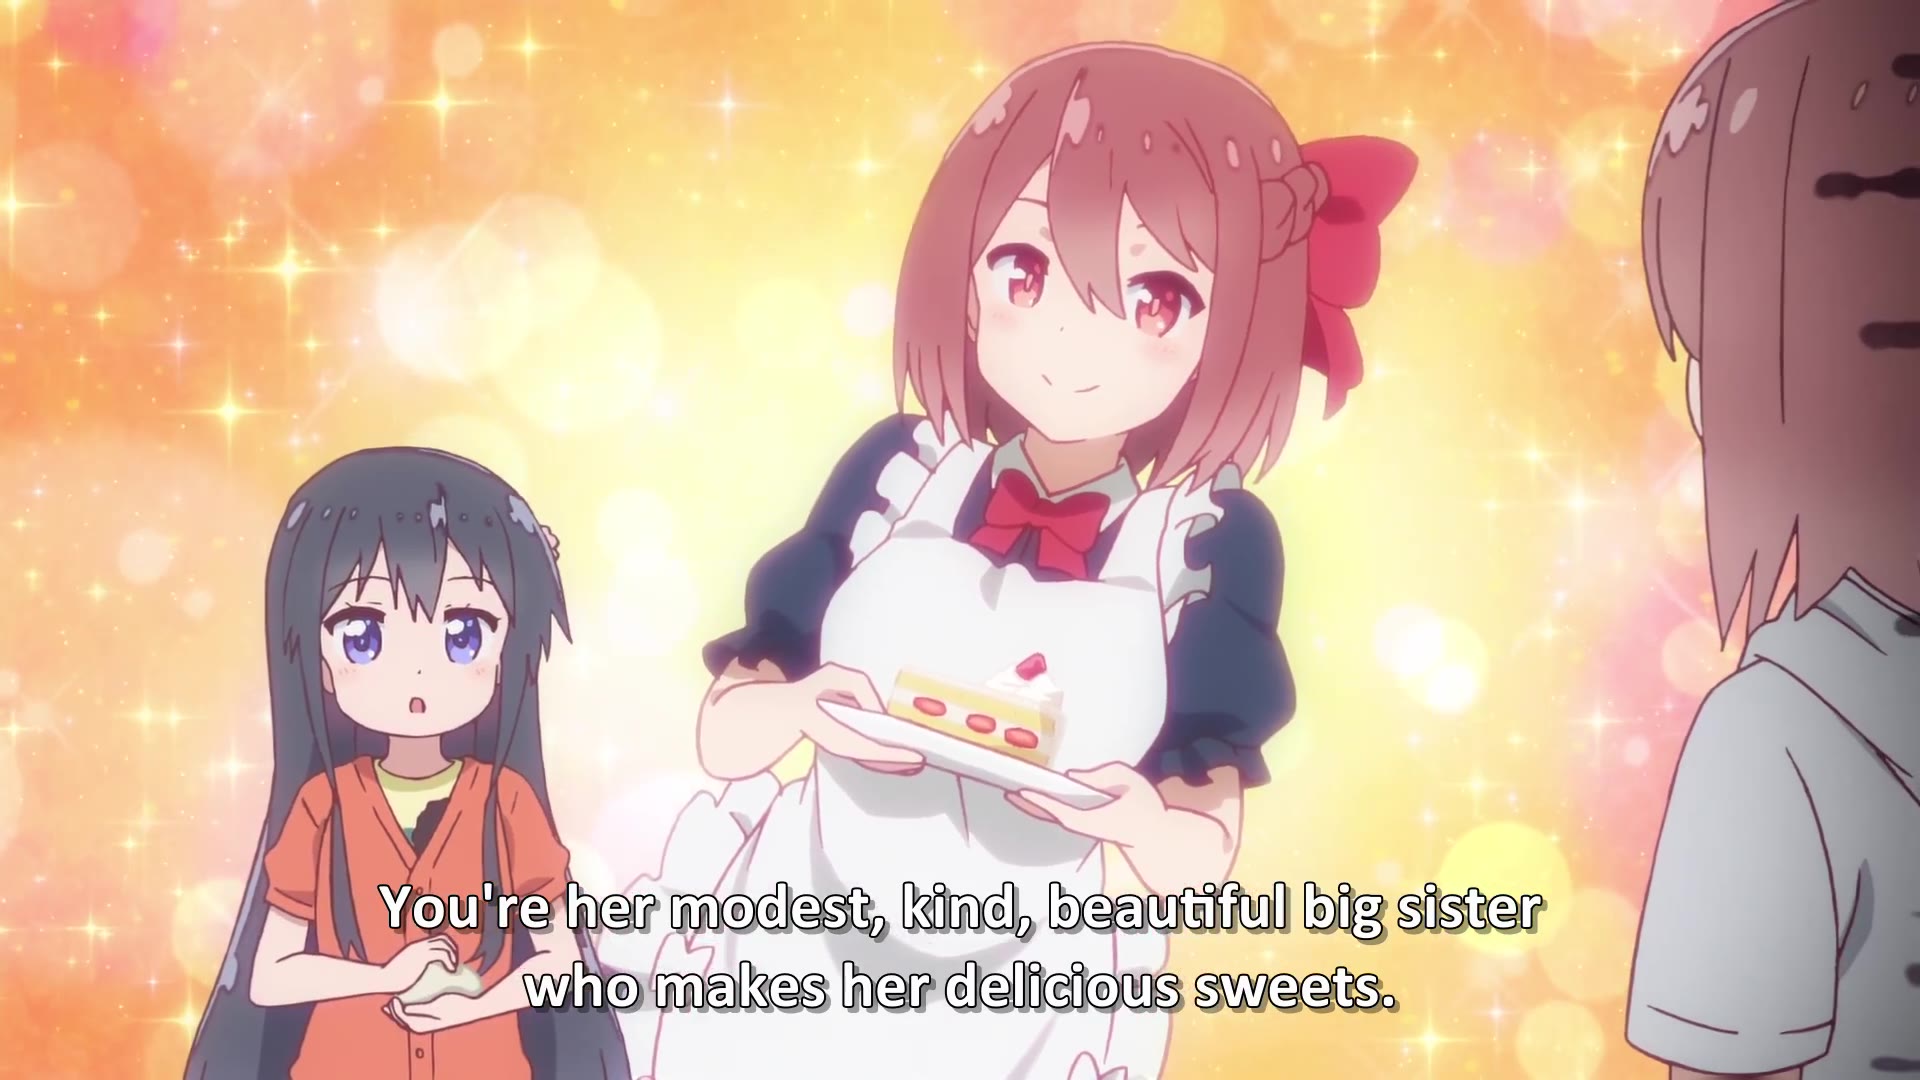 You're her modest, kind, beautiful big sister
who makes her delicious sweets.